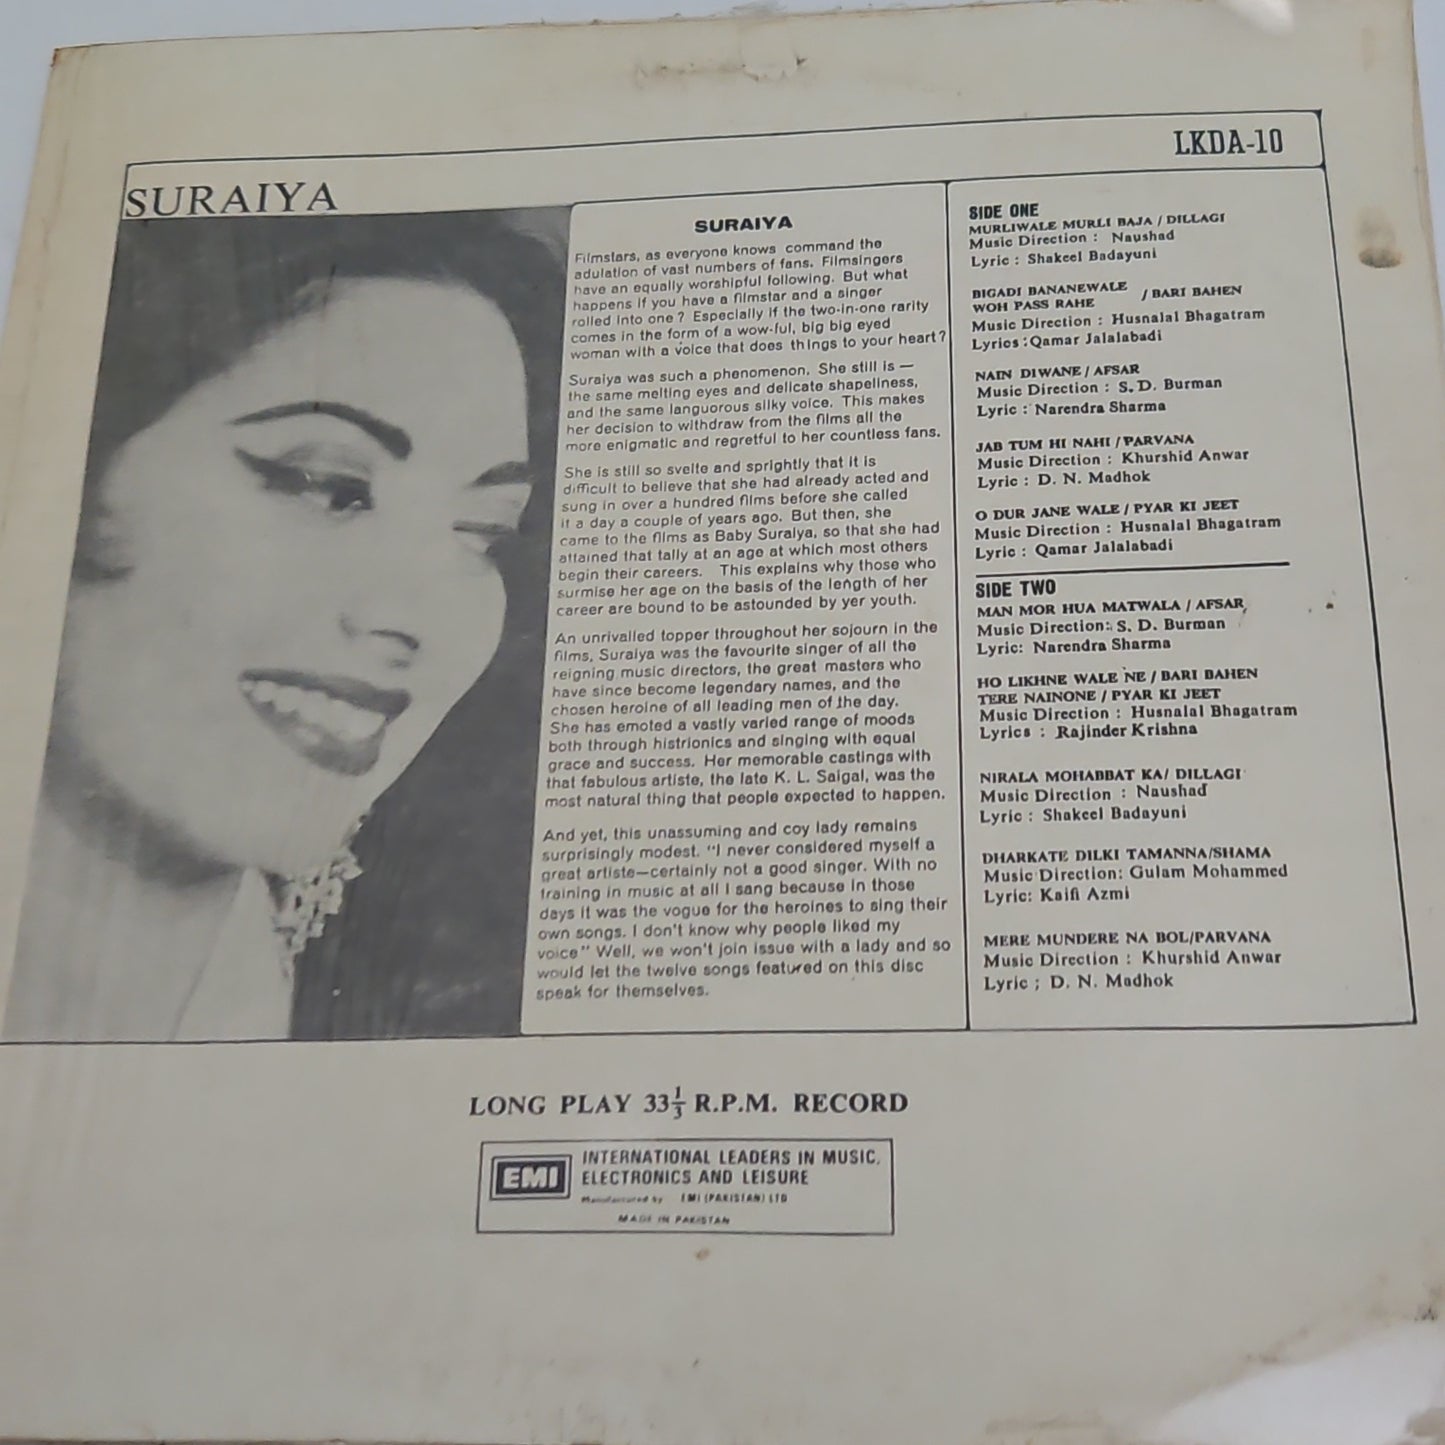 LKDA-10
SURAIYA
SURAIYA
Filmstars, as everyone knows command the
adulation of vast numbers of fans. Filmsingers
have an equally worshipful following. But what
happens if you have a filmstar and a singer
rolled into one ? Especially if the two-in-one rarity
comes in the form of a wow-ful, big big eyed
woman with a voice that does things to your heart?
Suraiya was such a phenomenon. She still is —
the same melting eyes and delicate shapeliness,
and the same languorous silky voice. This makes
her decision to withdraw from the films all the
more enigmatic and regretful to her countless fans.
She is still so svelte and sprightly that it is
difficult to believe that she had already acted and
sung in over a hundred films before she called
it a day a couple of years ago. But then, she
came to the films as Baby Suraiya, so that she had
attained that tally at an age at which most others
begin their careers. This explains why those who
surmise her age on the basis of the length of her
career are bound to be astounded by yer youth.
An unrivalled topper throughout her sojourn in the
films, Suraiya was the favourite singer of all the
reigning music directors, the great masters who
have since become legendary names, and the
chosen heroine of all leading men of the day.
She has emoted a vastly varied range of moods
both through histrionics and singing with equal
grace and success. Her memorable castings with
that fabulous artiste, the late K. L. Saigal, was the
most natural thing that people expected to happen.
And yet, this unassuming and coy lady remains
surprisingly modest. "I never considered myself a
great artiste—certainly not a good singer. With no
training in music at all I sang because in those
days it was the vogue for the heroines to sing their
own songs. I don't know why people liked my
voice" Well, we won't join issue with a lady and so
would let the twelve songs featured on this disc
speak for themselves.
SIDE ONE
MURLIWALE MURLI BAJA / DILLAGI
Music Direction : Naushad
Lyric : Shakeel Badayuni
BIGADI BANANEWALE
WOH PASS RAHE / BARI BAHEN
Music Direction : Husnalal Bhagatram
Lyrics : Qamar Jalalabadi
NAIN DIWANE / AFSAR
Music Direction : S. D. Burman
Lyric : Narendra Sharma
JAB TUM HI NAHI / PARVANA
Music Direction : Khurshid Anwar
Lyric : D. N. Madhok
O DUR JANE WALE / PYAR KI JEET
Music Direction : Husnalal Bhagatram
Lyric : Qamar Jalalabadi
SIDE TWO
MAN MOR HUA MATWALA / AFSAR
Music Direction: S. D. Burman
Lyric: Narendra Sharma
HO LIKHNE WALE NE / BARI BAHEN
TERE NAINONE / PYAR KI JEET
Music Direction : Husnalal Bhagatram
Lyrics : Rajinder Krishna
NIRALA MOHABBAT KA/ DILLAGI
Music Direction : Naushad
Lyric : Shakeel Badayuni
DHARKATE DILKI TAMANNA/SHAMA
Music Direction: Gulam Mohammed
Lyric: Kaifi Azmi
MERE MUNDERE NA BOL/PARVANA
Music Direction : Khurshid Anwar
Lyric ; D. N. Madhok
LONG PLAY 33⅓ R.P.M. RECORD
EMI
INTERNATIONAL LEADERS IN MUSIC,
ELECTRONICS AND LEISURE
Manufactured by EMI (PAKISTAN) LTD
MADE IN PAKISTAN